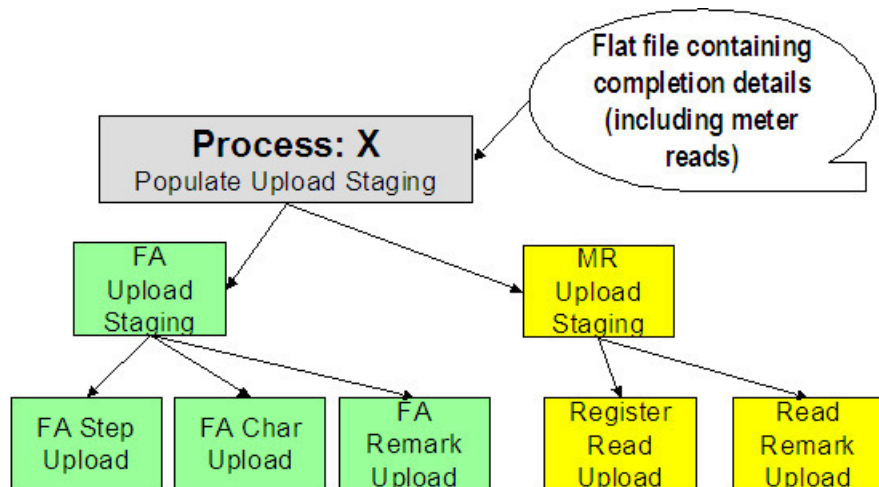 Flat file containing
completion details
(including meter
reads)
Process: X
Populate Upload Staging
FA
Upload
Staging
MR
Upload
Staging
FA Step
Upload
FA Char
Upload
FA
Remark
Upload
Register
Read
Upload
Read
Remark
Upload